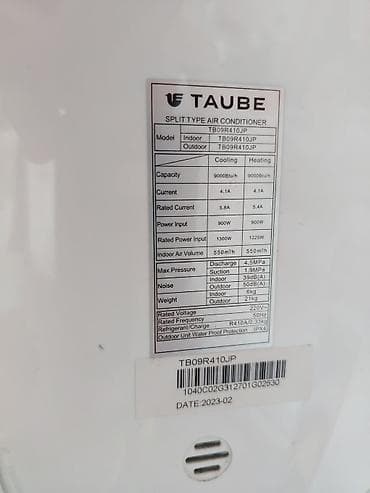 TAUBE
SPLIT TYPE AIR CONDITIONER
Model TB09R410JP
Indoor TB09R410JP
Outdoor TB09R410JP
Cooling Heating
Capacity 9000Btu/h 9000Btu/h
Current 4.1A 4.1A
Rated Current 5.8A 5.4A
Power Input 900W 900W
Rated Power Input 1300W 1225W
Indoor Air Volume 550m³/h 550m³/h
Max.Pressure Discharge 4.5MPa
Suction 1.9MPa
Noise Indoor 39dB(A)
Outdoor 50dB(A)
Weight Indoor 6kg
Outdoor 21kg
Rated Voltage 220V~
Rated Frequency 50Hz
Refrigerant/Charge R410A/
Outdoor Unit Water Proof Protection IPX4
TB09R410JP
1040C02G312701G02630
DATE:2023-02